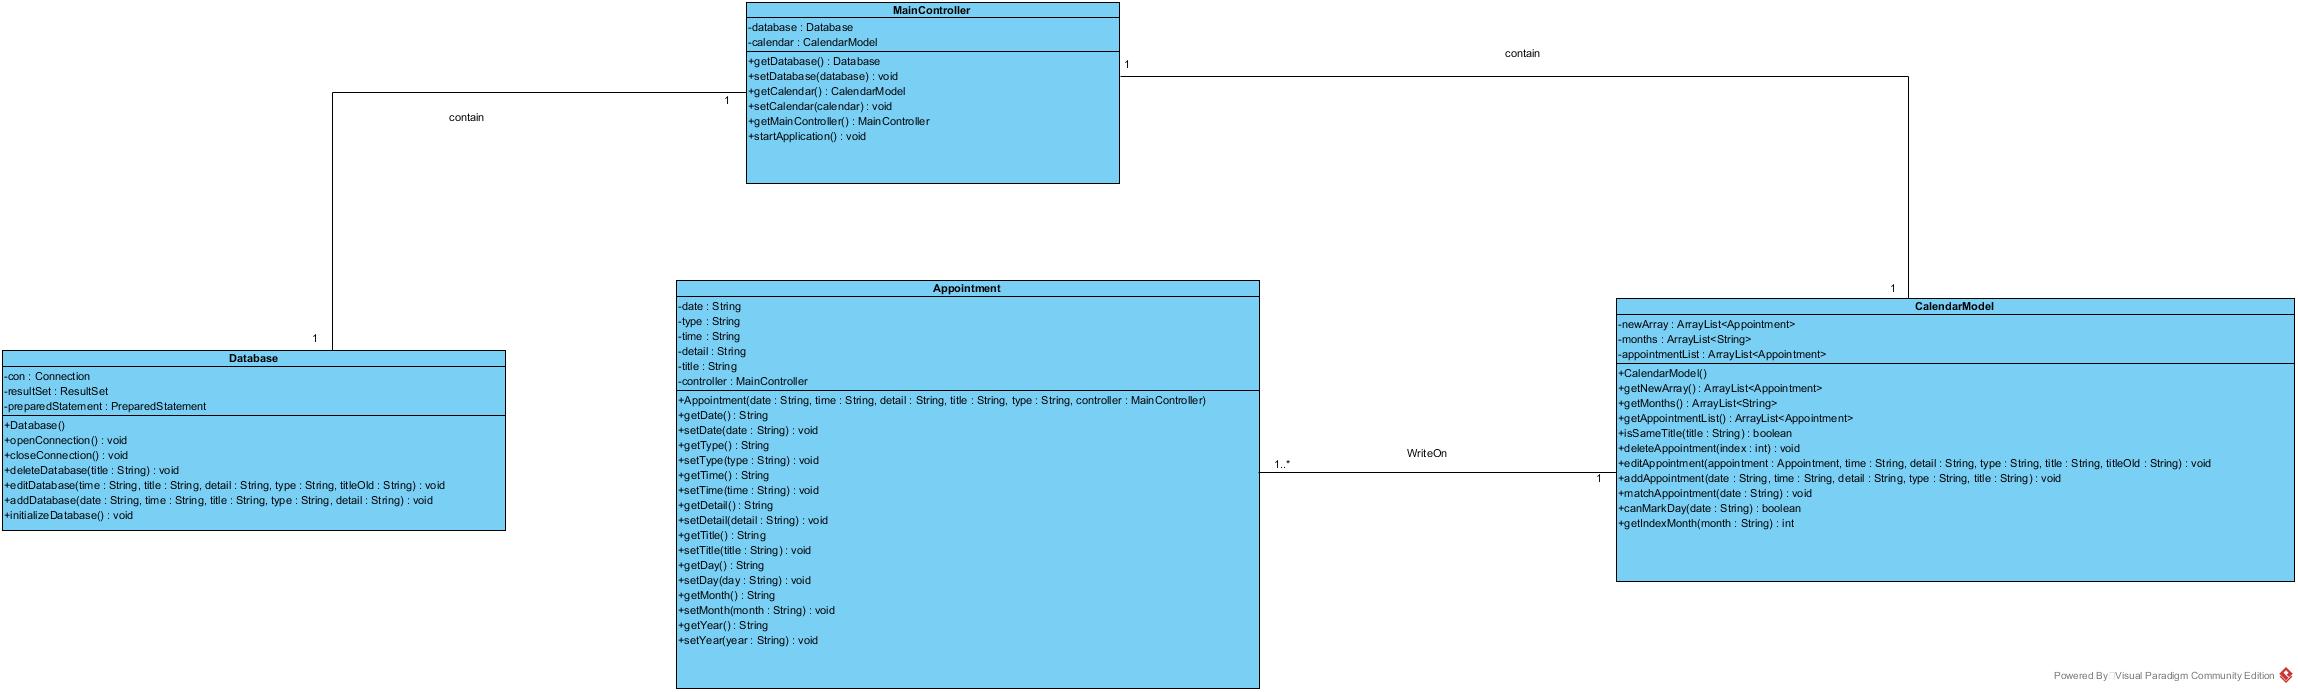 MainController
-database : Database
-calendar : CalendarModel
+getDatabase() : Database
+setDatabase(database) : void
+getCalendar() : CalendarModel
+setCalendar(calendar) : void
+getMainController() : MainController
+startApplication() : void
1
contain
1
contain
1
Database
-con : Connection
-resultSet : ResultSet
-preparedStatement : PreparedStatement
+Database()
+openConnection() : void
+closeConnection() : void
+deleteDatabase(title : String) : void
+editDatabase(time : String, title : String, detail : String, type : String, titleOld : String) : void
+addDatabase(date : String, time : String, title : String, type : String, detail : String) : void
+initializeDatabase() : void
Appointment
-date : String
-type : String
-time : String
-detail : String
-title : String
-controller : MainController
+Appointment(date : String, time : String, detail : String, title : String, type : String, controller : MainController)
+getDate() : String
+setDate(date : String) : void
+getType() : String
+setType(type : String) : void
+getTime() : String
+setTime(time : String) : void
+getDetail() : String
+setDetail(detail : String) : void
+getTitle() : String
+setTitle(title : String) : void
+getDay() : String
+setDay(day : String) : void
+getMonth() : String
+setMonth(month : String) : void
+getYear() : String
+setYear(year : String) : void
1..*
WriteOn
1
1
CalendarModel
-newArray : ArrayList<Appointment>
-months : ArrayList<String>
-appointmentList : ArrayList<Appointment>
+CalendarModel()
+getNewArray() : ArrayList<Appointment>
+getMonths() : ArrayList<String>
+getAppointmentList() : ArrayList<Appointment>
+isSameTitle(title : String) : boolean
+deleteAppointment(index : int) : void
+editAppointment(appointment : Appointment, time : String, detail : String, type : String, title : String, titleOld : String) : void
+addAppointment(date : String, time : String, detail : String, type : String, title : String) : void
+matchAppointment(date : String) : void
+canMarkDay(date : String) : boolean
+getIndexMonth(month : String) : int
Powered By Visual Paradigm Community Edition